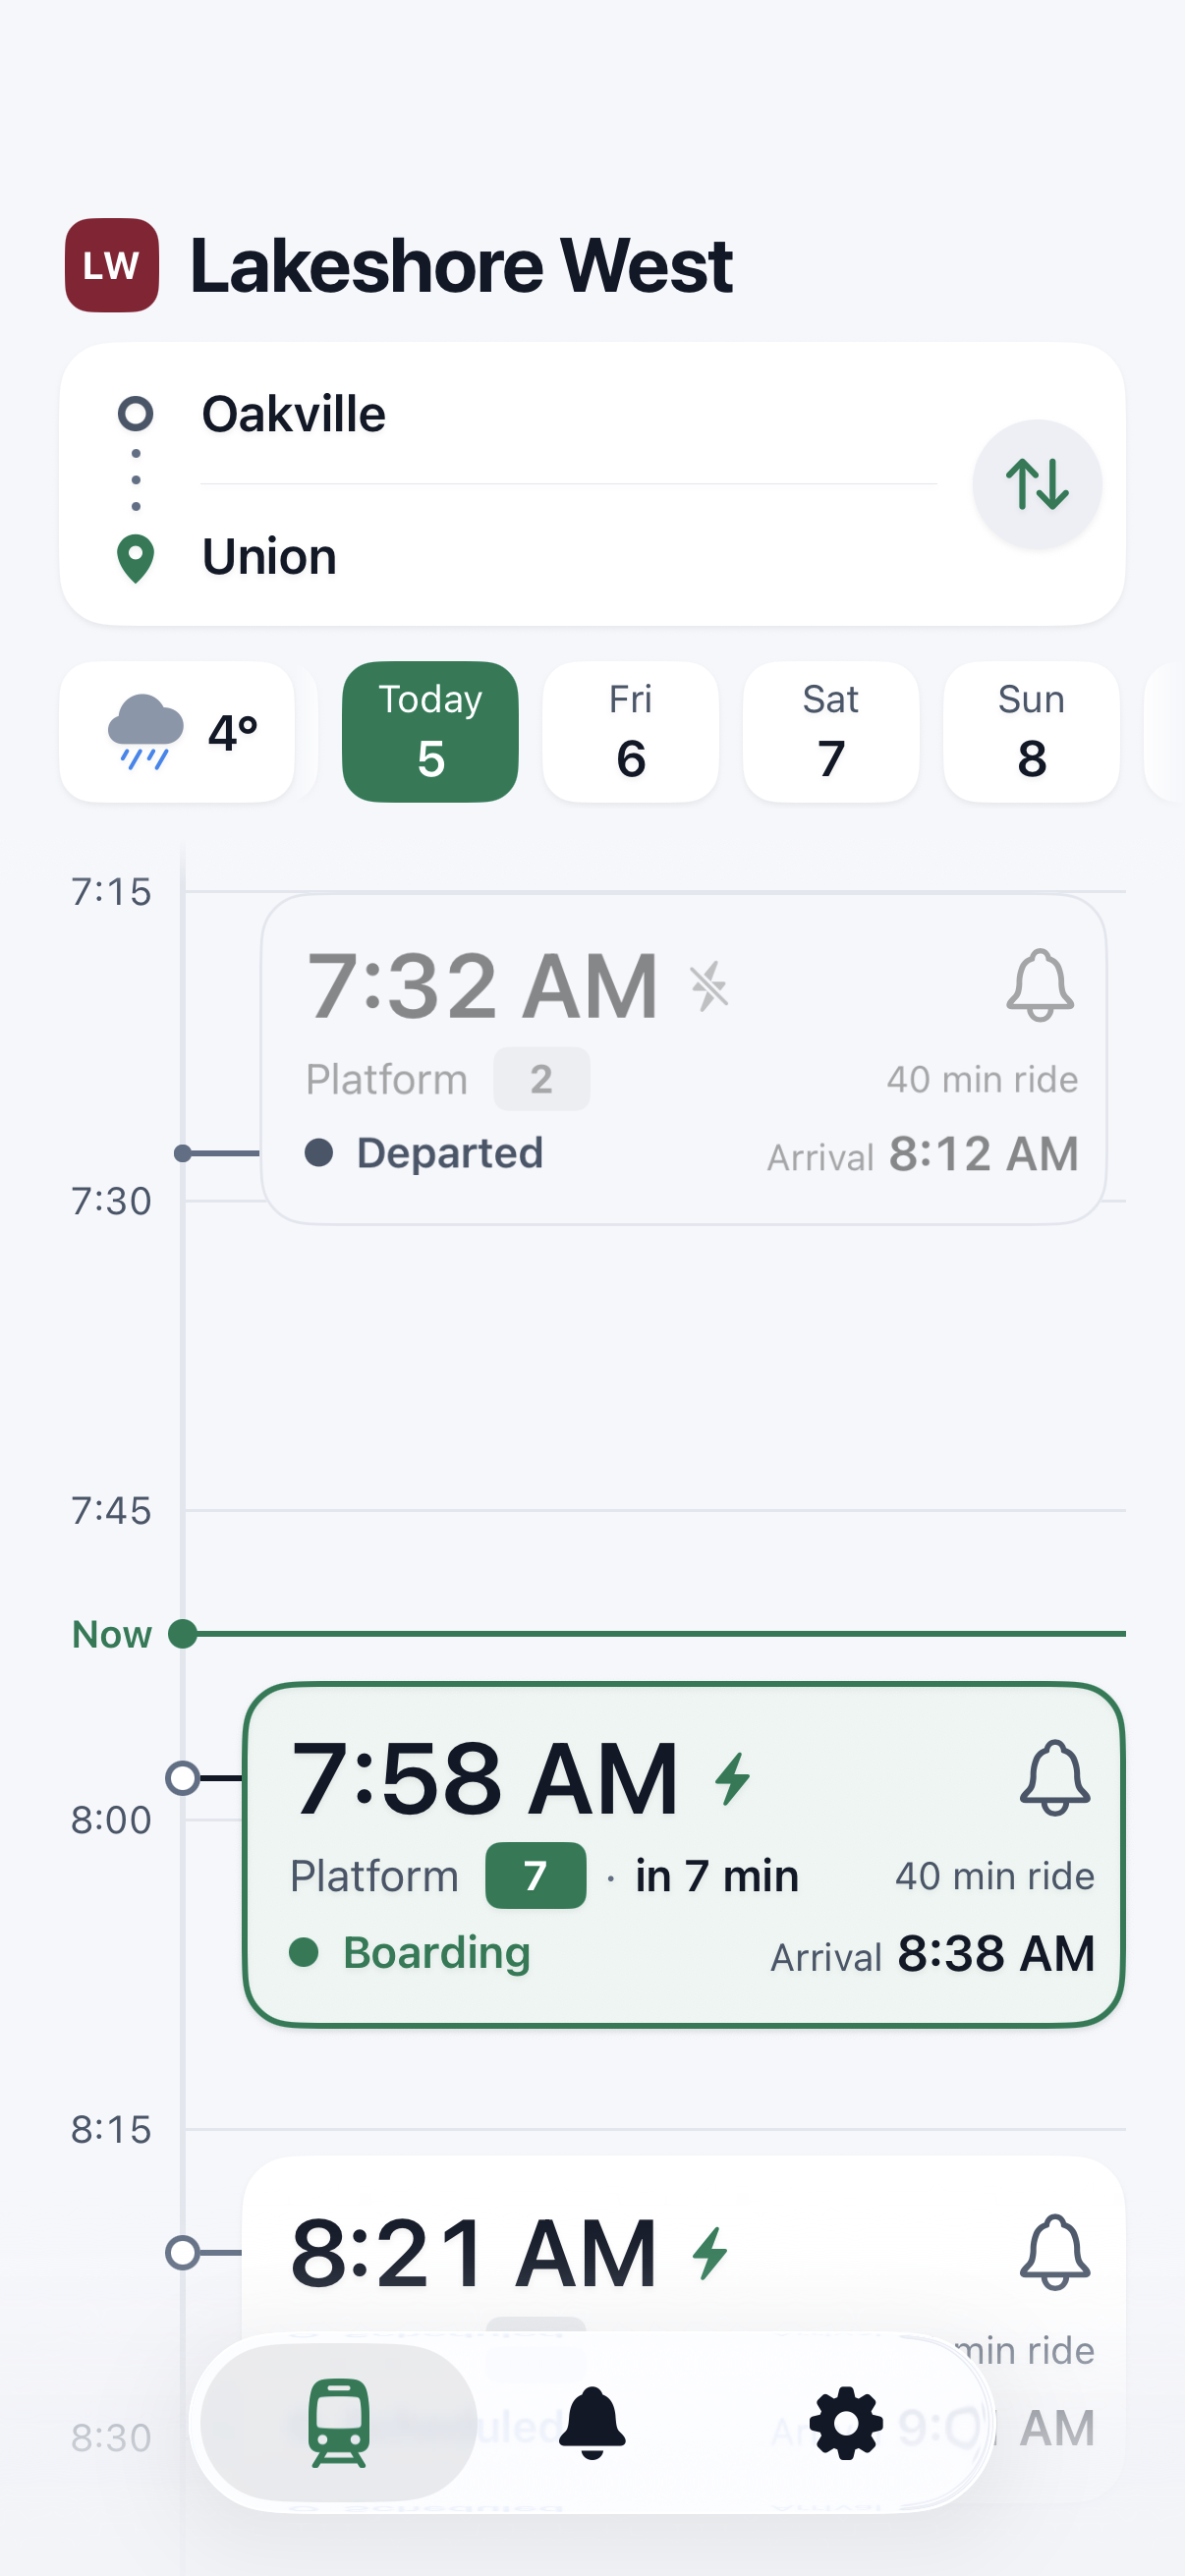 LW Lakeshore West
Oakville
Union
4°
Today
5
Fri
6
Sat
7
Sun
8
7:15
7:32 AM
Platform 2 40 min ride
Departed Arrival 8:12 AM
7:30
7:45
Now
7:58 AM
8:00
Platform 7 · in 7 min 40 min ride
Boarding Arrival 8:38 AM
8:15
8:21 AM
min ride
8:30 AM